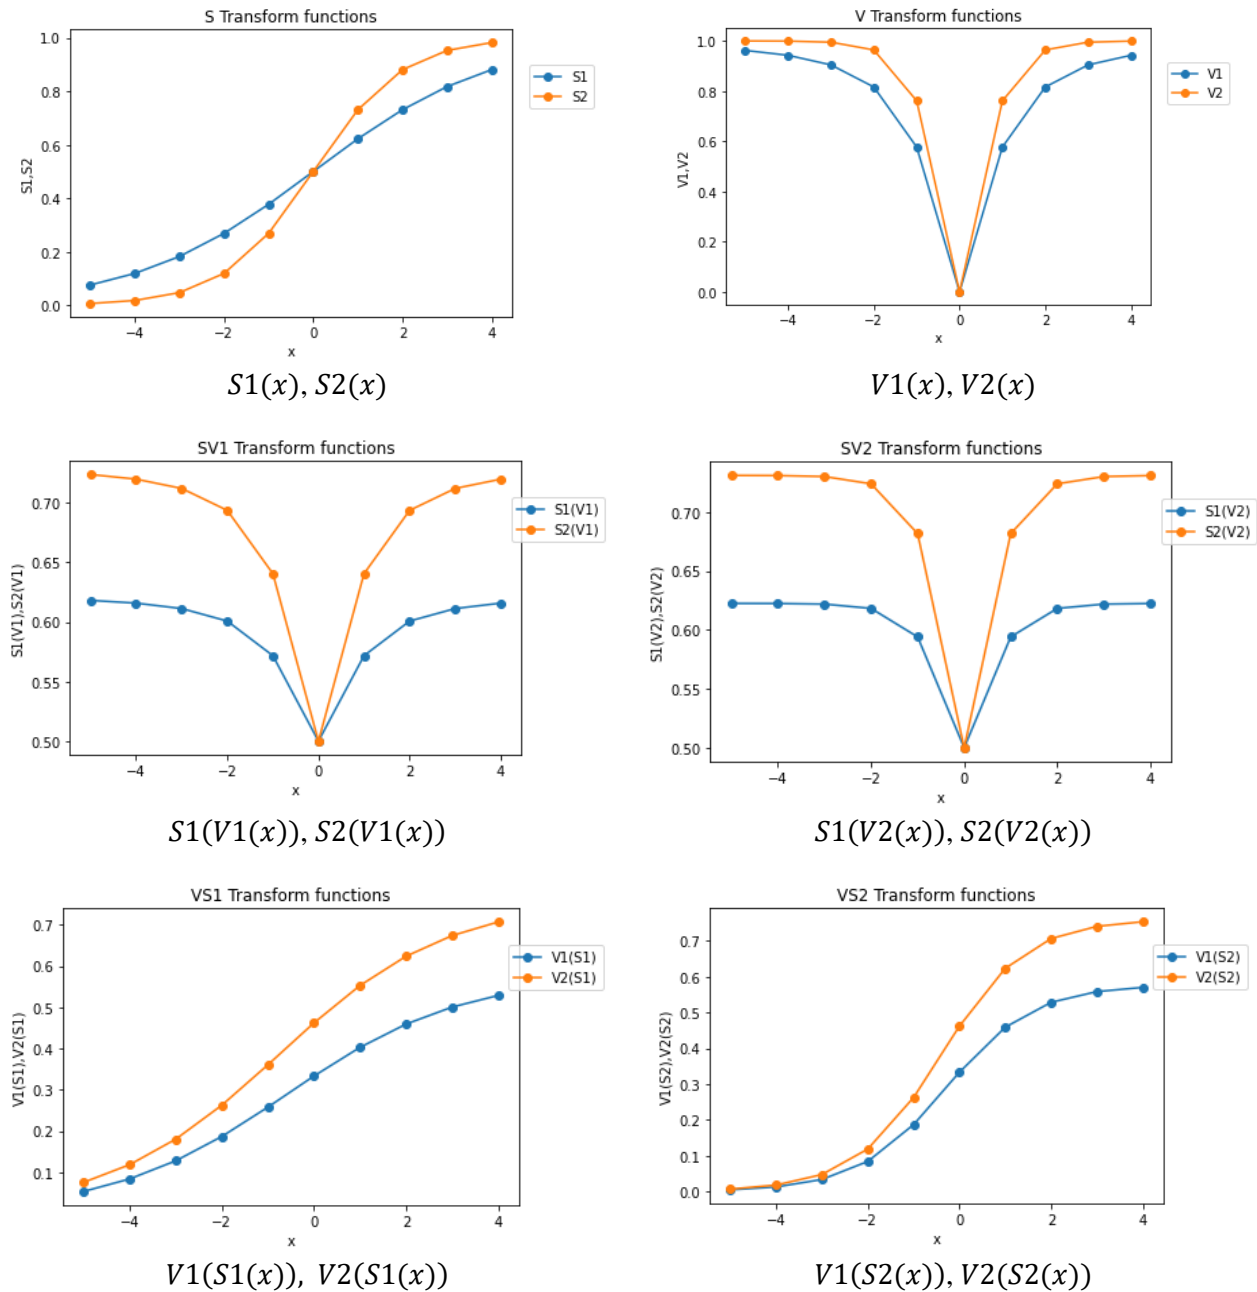 S Transform functions
1.0
0.8
0.6
0.4
0.2
0.0
S1,S2
−4
−2
0
2
4
x
S1
S2
S1(x), S2(x)
V Transform functions
1.0
0.8
0.6
0.4
0.2
0.0
V1,V2
−4
−2
0
2
4
x
V1
V2
V1(x), V2(x)
SV1 Transform functions
0.70
0.65
0.60
0.55
0.50
S1(V1),S2(V1)
−4
−2
0
2
4
x
S1(V1)
S2(V1)
S1(V1(x)), S2(V1(x))
SV2 Transform functions
0.70
0.65
0.60
0.55
0.50
S1(V2),S2(V2)
−4
−2
0
2
4
x
S1(V2)
S2(V2)
S1(V2(x)), S2(V2(x))
VS1 Transform functions
0.7
0.6
0.5
0.4
0.3
0.2
0.1
V1(S1),V2(S1)
−4
−2
0
2
4
x
V1(S1)
V2(S1)
V1(S1(x)), V2(S1(x))
VS2 Transform functions
0.7
0.6
0.5
0.4
0.3
0.2
0.1
0.0
V1(S2),V2(S2)
−4
−2
0
2
4
x
V1(S2)
V2(S2)
V1(S2(x)), V2(S2(x))